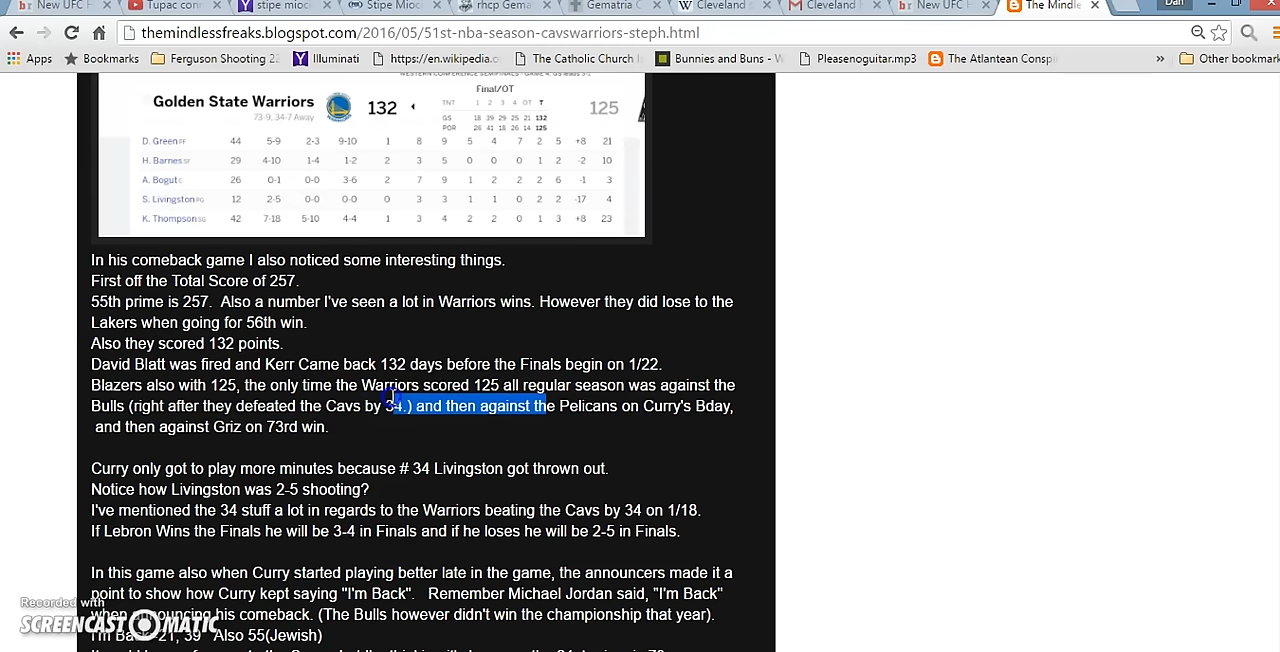 br New UFC H
Tupac conn
stipe mioci
Stipe Mioc
rhcp Gema
Gematria C
Cleveland
Cleveland
br New UFC H
The Mindle
Dan
themindlessfreaks.blogspot.com/2016/05/51st-nba-season-cavswarriors-steph.html
Apps Bookmarks Ferguson Shooting 22 Illuminati https://en.wikipedia.o The Catholic Church Bunnies and Buns - W Pleasenoguitar.mp3 The Atlantean Consp » Other bookmar
WESTERN CONFERENCE SEMIFINALS - GAME 4
Golden State Warriors 132 Final/OT 125
73-9, 34-7 Away
TNT 1 2 3 4 OT T
GS 18 39 29 25 21 132
POR 26 41 18 26 14 125
D. Green PF 44 5-9 2-3 9-10 1 8 9 5 4 7 2 5 +8 21
H. Barnes SF 29 4-10 1-4 1-2 2 3 5 0 0 0 1 2 -2 10
A. Bogut C 26 0-1 0-0 3-6 2 7 9 1 2 2 2 6 -1 3
S. Livingston PG 12 2-5 0-0 0-0 0 3 3 1 1 0 2 2 -17 4
K. Thompson SG 42 7-18 5-10 4-4 1 3 4 2 2 0 1 3 +8 23
In his comeback game I also noticed some interesting things.
First off the Total Score of 257.
55th prime is 257. Also a number I've seen a lot in Warriors wins. However they did lose to the
Lakers when going for 56th win.
Also they scored 132 points.
David Blatt was fired and Kerr Came back 132 days before the Finals begin on 1/22.
Blazers also with 125, the only time the Warriors scored 125 all regular season was against the
Bulls (right after they defeated the Cavs by 34.) and then against the Pelicans on Curry's Bday,
and then against Griz on 73rd win.
Curry only got to play more minutes because # 34 Livingston got thrown out.
Notice how Livingston was 2-5 shooting?
I've mentioned the 34 stuff a lot in regards to the Warriors beating the Cavs by 34 on 1/18.
If Lebron Wins the Finals he will be 3-4 in Finals and if he loses he will be 2-5 in Finals.
In this game also when Curry started playing better late in the game, the announcers made it a
point to show how Curry kept saying "I'm Back". Remember Michael Jordan said, "I'm Back"
when announcing his comeback. (The Bulls however didn't win the championship that year).
I'm Back-21, 39 Also 55(Jewish)
Recorded with
SCREENCAST-O-MATIC